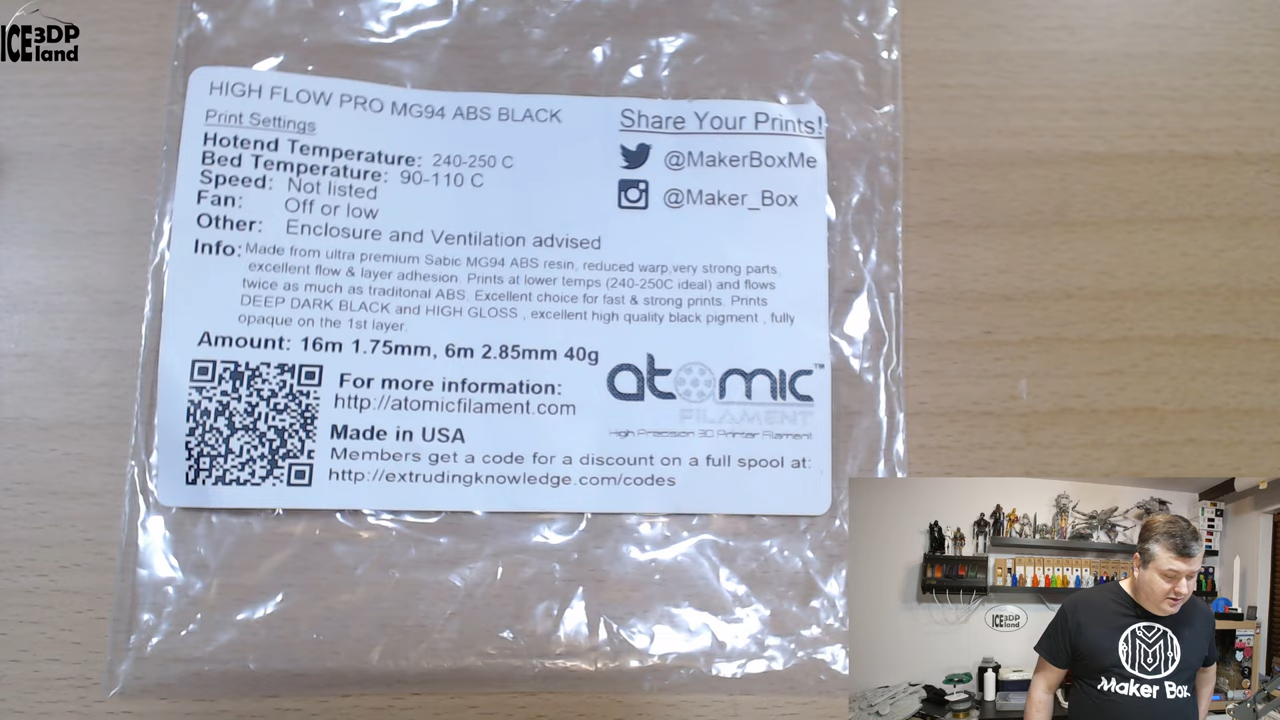 ICE 3DP land
HIGH FLOW PRO MG94 ABS BLACK
Print Settings
Hotend Temperature: 240-250 C
Bed Temperature: 90-110 C
Speed: Not listed
Fan: Off or low
Other: Enclosure and Ventilation advised
Info: Made from ultra premium Sabic MG94 ABS resin, reduced warp,very strong parts,
excellent flow & layer adhesion. Prints at lower temps (240-250C ideal) and flows
twice as much as traditonal ABS. Excellent choice for fast & strong prints. Prints
DEEP DARK BLACK and HIGH GLOSS , excellent high quality black pigment , fully
opaque on the 1st layer.
Amount: 16m 1.75mm, 6m 2.85mm 40g
Share Your Prints!
@MakerBoxMe
@Maker_Box
For more information:
http://atomicfilament.com
Made in USA
Members get a code for a discount on a full spool at:
http://extrudingknowledge.com/codes
atomic™
FILAMENT
High Precision 3D Printer Filament
ICE 3DP land
Maker Box